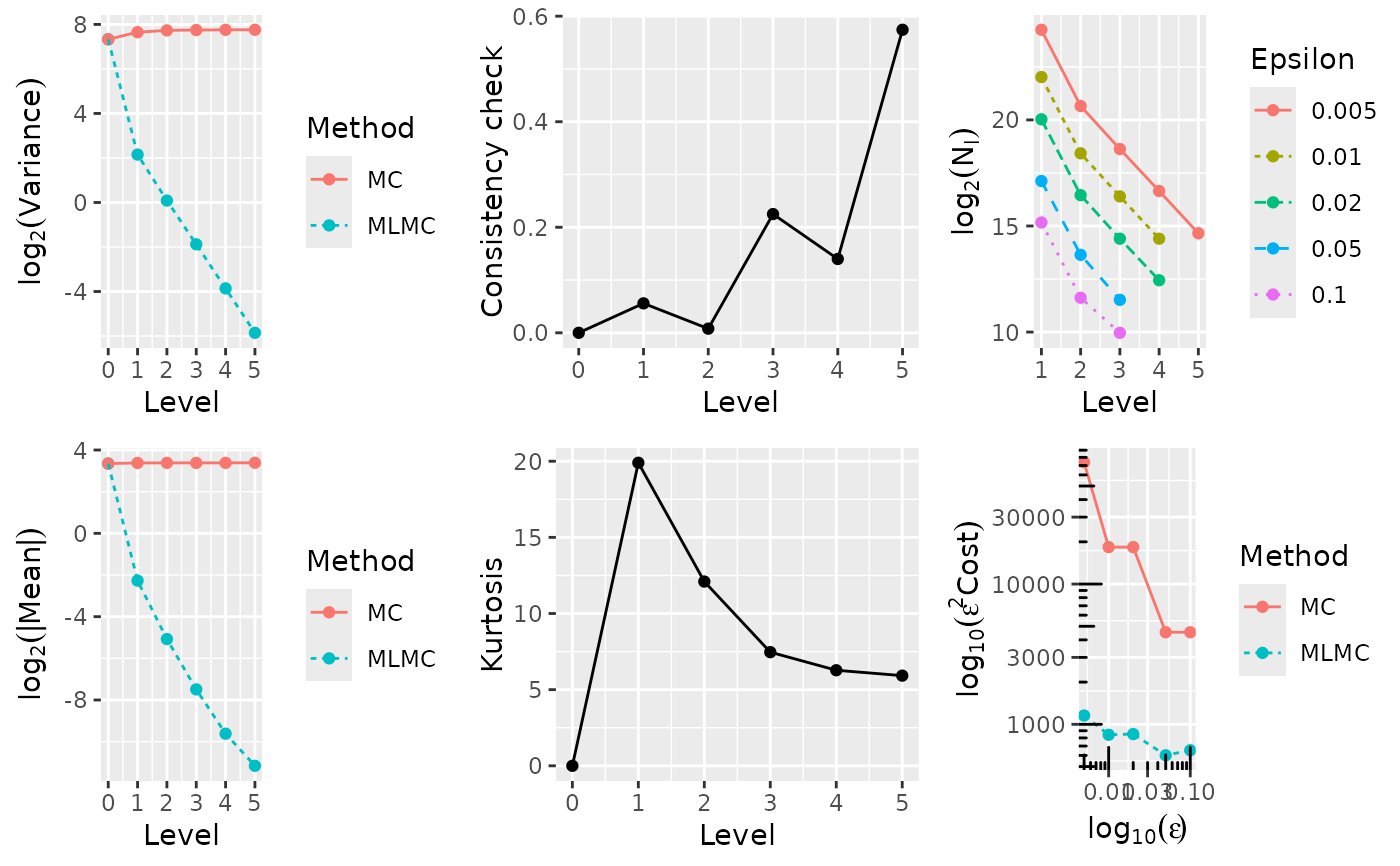 log2(Variance)
8
4
0
-4
0 1 2 3 4 5
Level
Method
MC
MLMC
Consistency check
0.6
0.4
0.2
0.0
0 1 2 3 4 5
Level
log2(Nl)
20
15
10
1 2 3 4 5
Level
Epsilon
0.005
0.01
0.02
0.05
0.1
log2(|Mean|)
4
0
-4
-8
0 1 2 3 4 5
Level
Method
MC
MLMC
Kurtosis
20
15
10
5
0
0 1 2 3 4 5
Level
log10(ε2Cost)
30000
10000
3000
1000
0.10
log10(ε)
Method
MC
MLMC